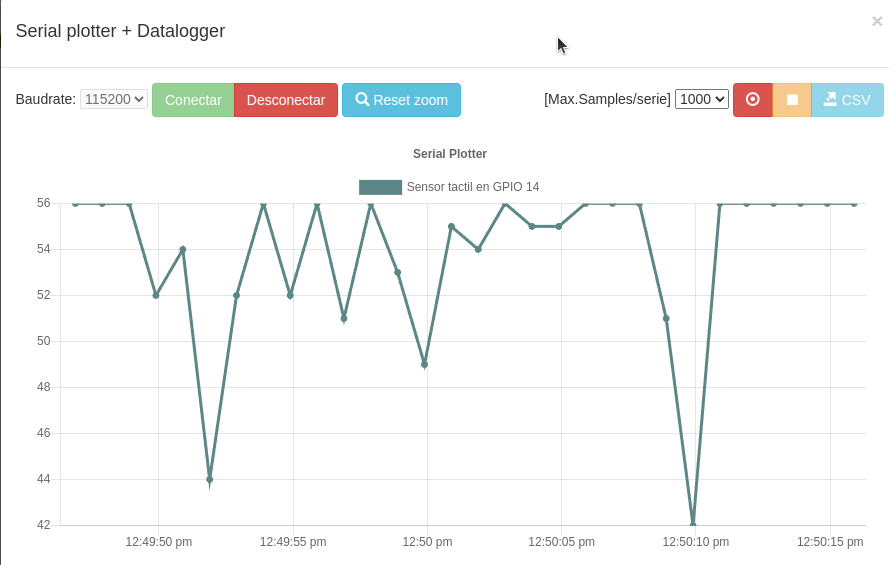 Serial plotter + Datalogger
×
Baudrate: 115200 Conectar Desconectar Reset zoom [Max.Samples/serie] 1000 CSV
Serial Plotter
Sensor tactil en GPIO 14
56
54
52
50
48
46
44
42
12:49:50 pm 12:49:55 pm 12:50 pm 12:50:05 pm 12:50:10 pm 12:50:15 pm